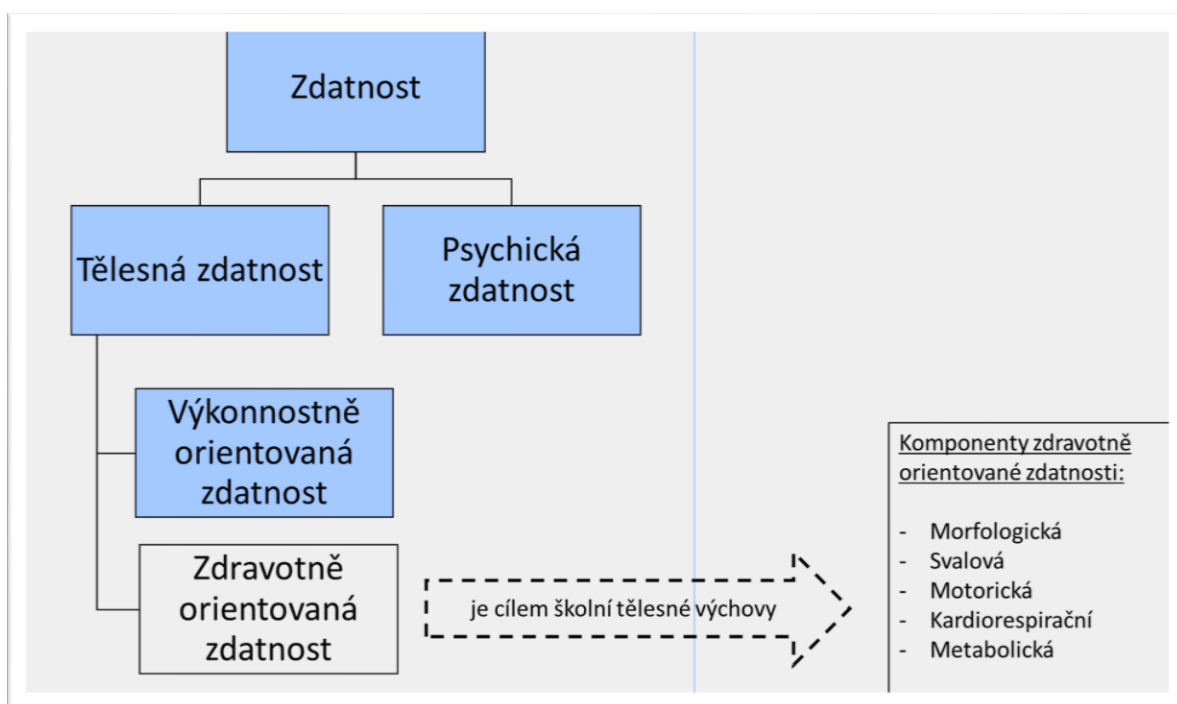 Zdatnost
Tělesná zdatnost
Psychická
zdatnost
Výkonnostně
orientovaná
zdatnost
Zdravotně
orientovaná
zdatnost
je cílem školní tělesné výchovy
Komponenty zdravotně
orientované zdatnosti:
- Morfologická
- Svalová
- Motorická
- Kardiorespirační
- Metabolická